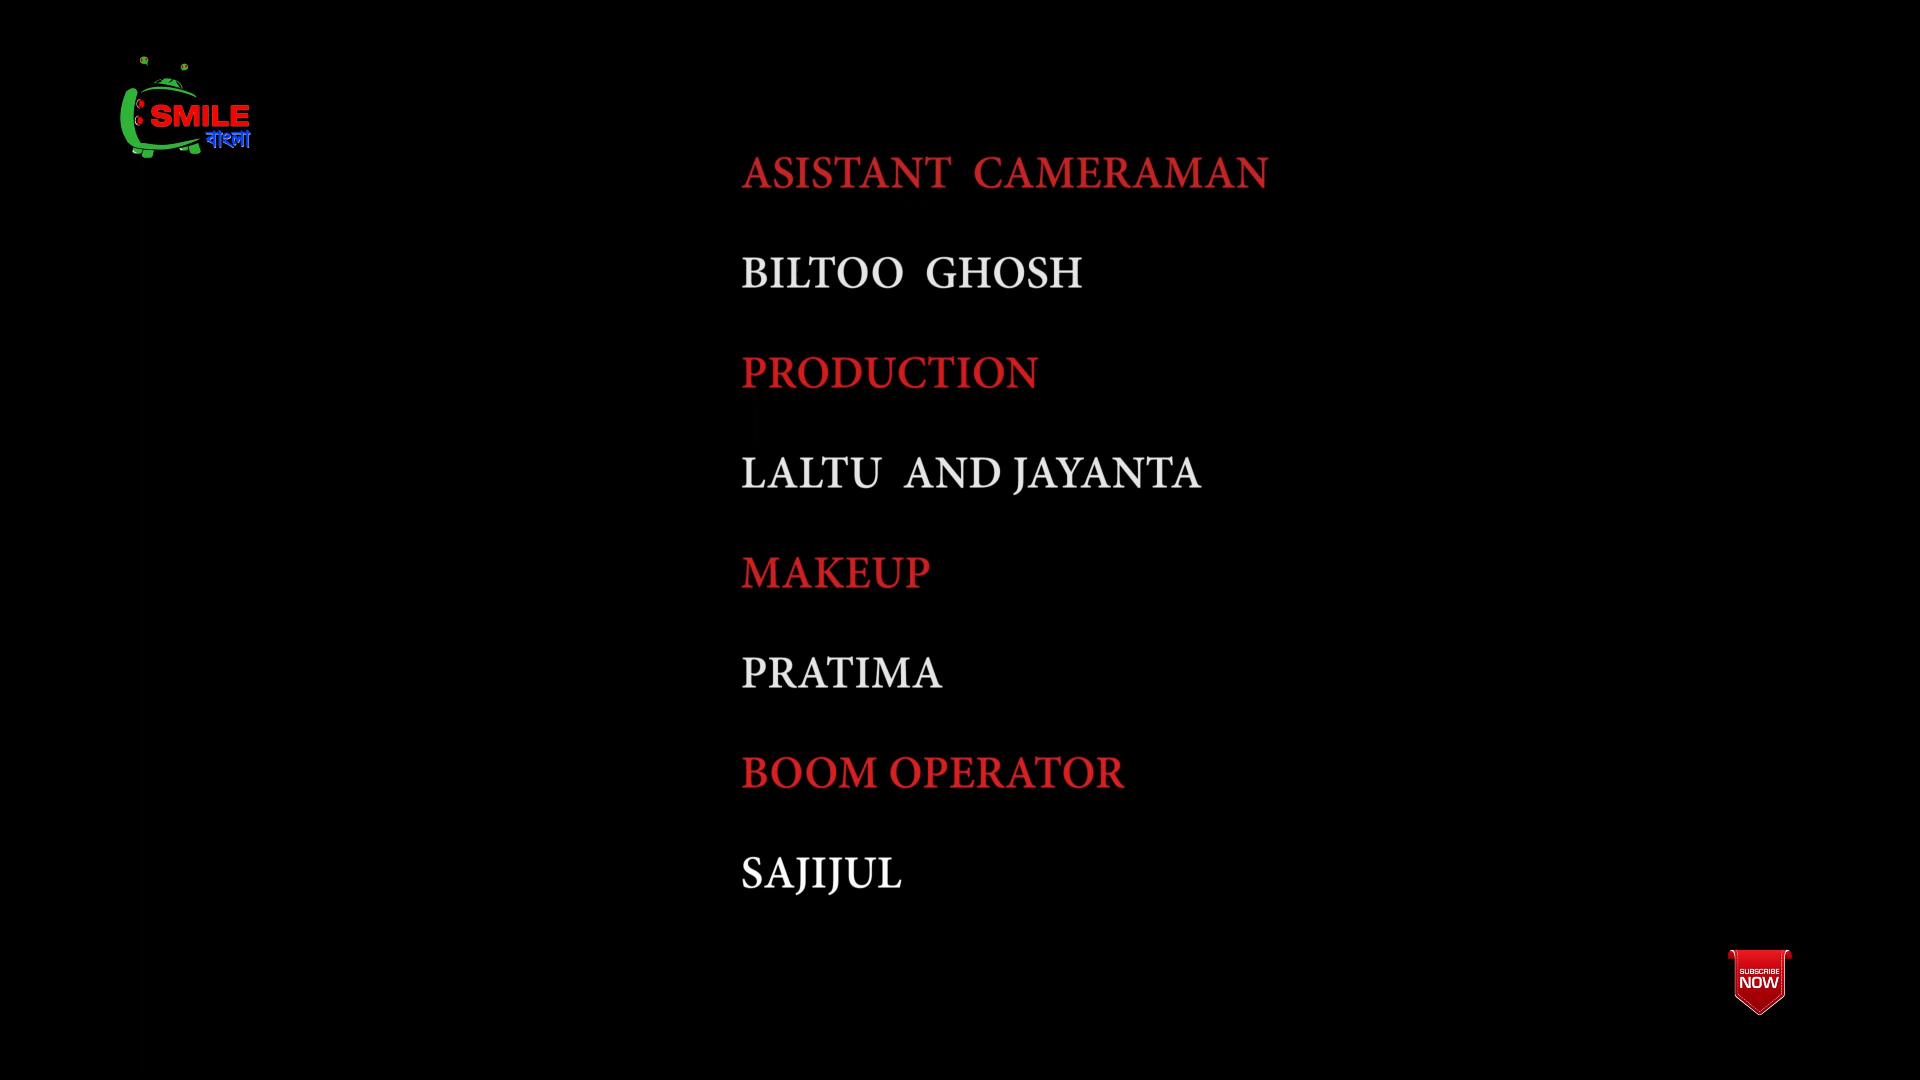 SMILE
বাংলা
ASISTANT CAMERAMAN
BILTOO GHOSH
PRODUCTION
LALTU AND JAYANTA
MAKEUP
PRATIMA
BOOM OPERATOR
SAJIJUL
SUBSCRIBE
NOW